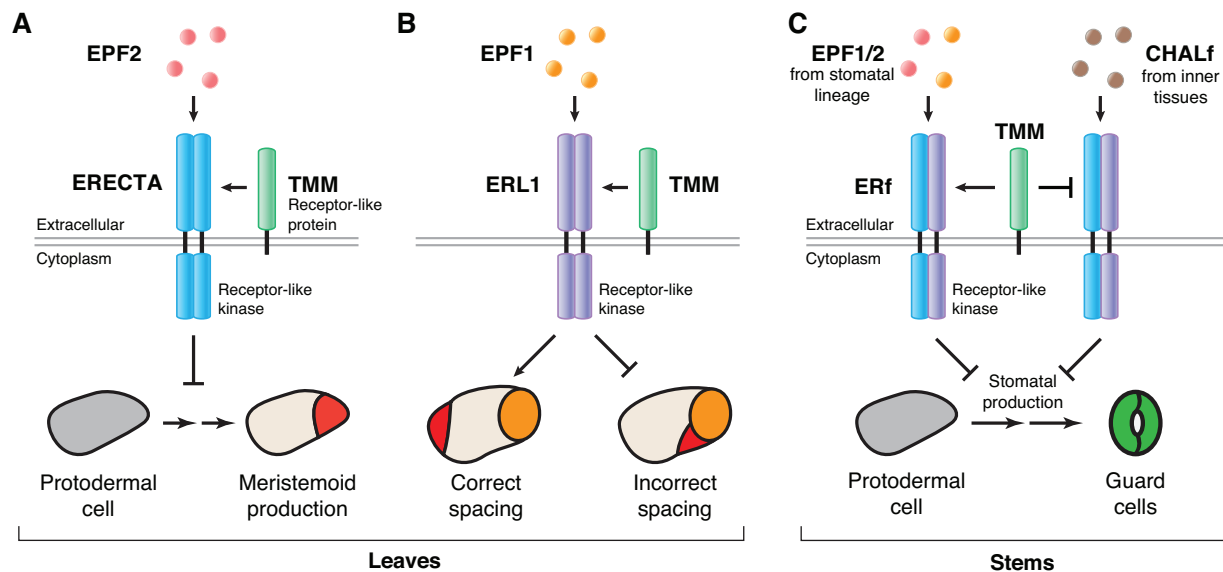 A
EPF2
ERECTA
TMM
Receptor-like
protein
Extracellular
Cytoplasm
Receptor-like
kinase
Protodermal
cell
Meristemoid
production
B
EPF1
ERL1
TMM
Receptor-like
kinase
Correct
spacing
Incorrect
spacing
Leaves
C
EPF1/2
from stomatal
lineage
CHALf
from inner
tissues
TMM
ERf
Extracellular
Cytoplasm
Receptor-like
kinase
Stomatal
production
Protodermal
cell
Guard
cells
Stems